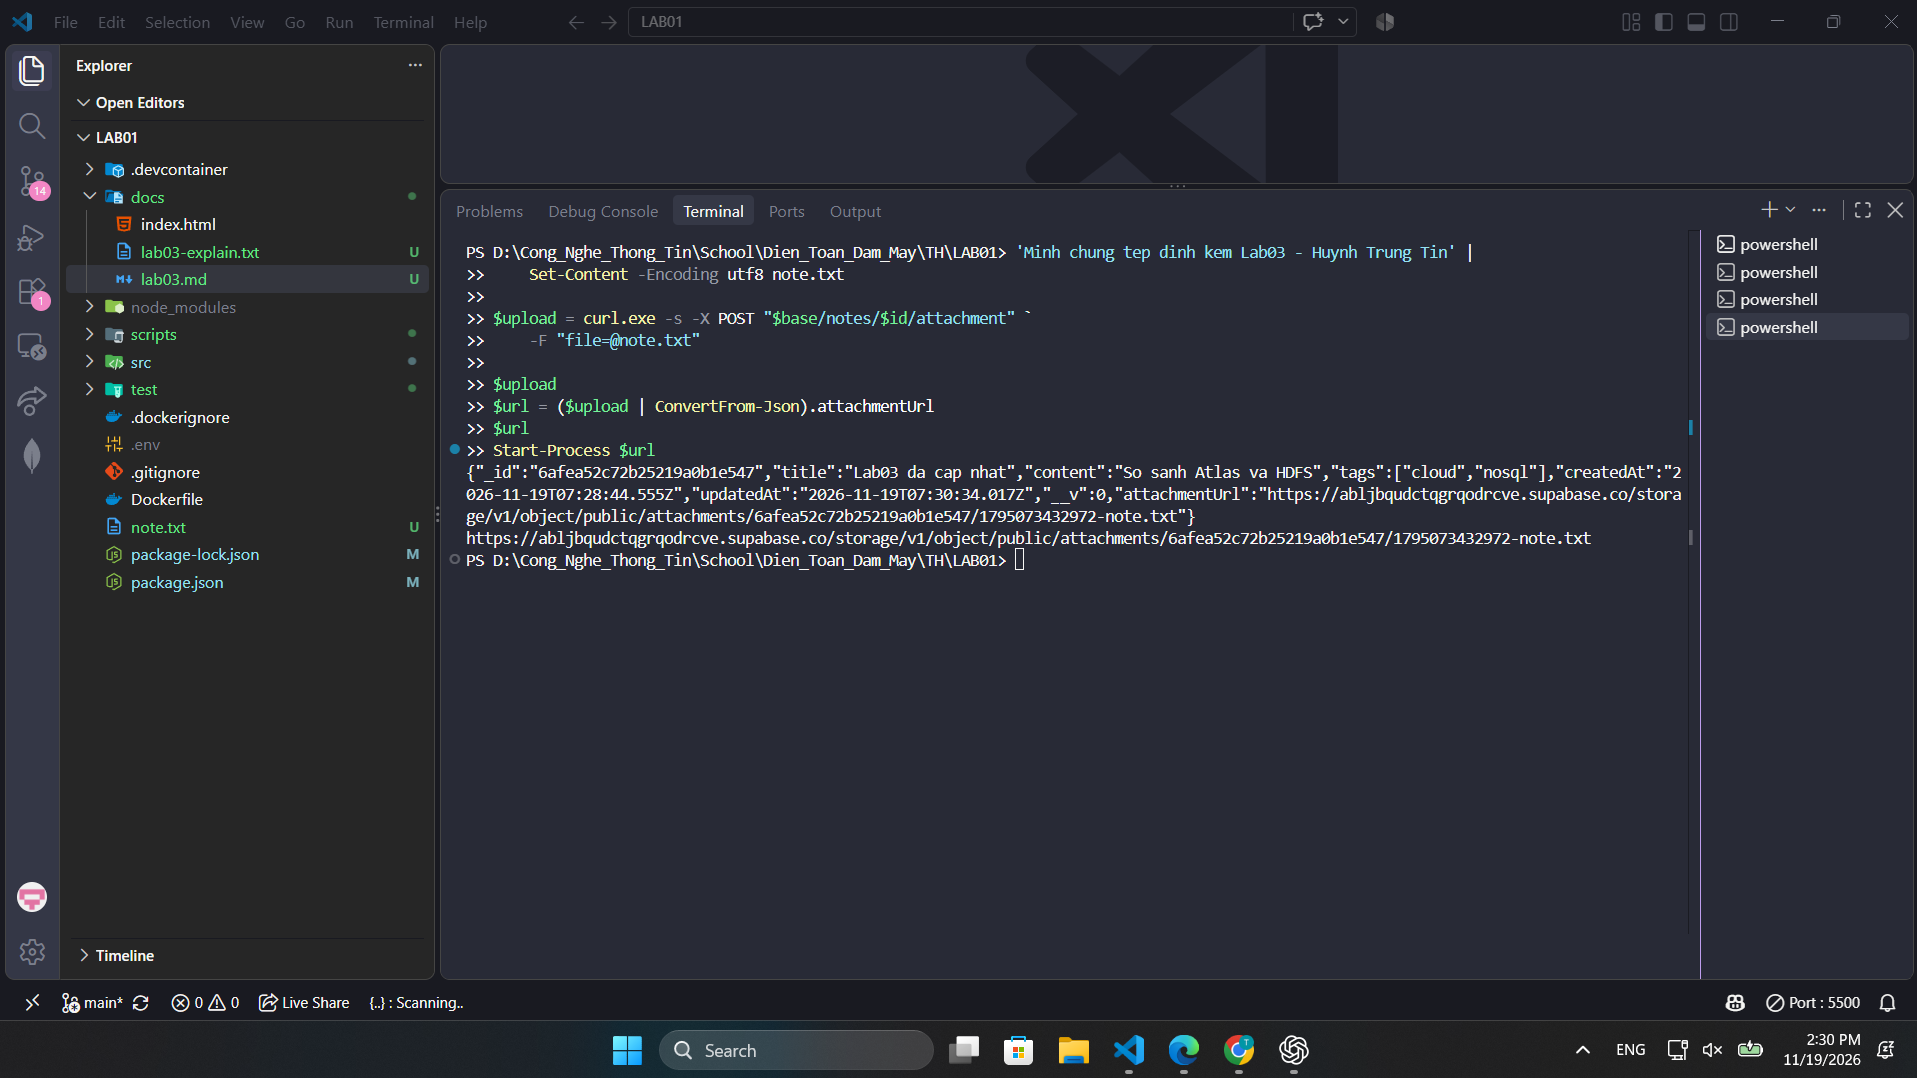 File Edit Selection View Go Run Terminal Help
LAB01
Explorer
Open Editors
LAB01
.devcontainer
docs
index.html
lab03-explain.txt U
lab03.md U
node_modules
scripts
src
test
.dockerignore
.env
.gitignore
Dockerfile
note.txt U
package-lock.json M
package.json M
Timeline
14
1
Problems Debug Console Terminal Ports Output
PS D:\Cong_Nghe_Thong_Tin\School\Dien_Toan_Dam_May\TH\LAB01> 'Minh chung tep dinh kem Lab03 - Huynh Trung Tin' |
>> Set-Content -Encoding utf8 note.txt
>>
>> $upload = curl.exe -s -X POST "$base/notes/$id/attachment" `
>> -F "file=@note.txt"
>>
>> $upload
>> $url = ($upload | ConvertFrom-Json).attachmentUrl
>> $url
>> Start-Process $url
{"_id":"6afea52c72b25219a0b1e547","title":"Lab03 da cap nhat","content":"So sanh Atlas va HDFS","tags":["cloud","nosql"],"createdAt":"2
026-11-19T07:28:44.555Z","updatedAt":"2026-11-19T07:30:34.017Z","__v":0,"attachmentUrl":"https://abljbqudctqgrqodrcve.supabase.co/stora
ge/v1/object/public/attachments/6afea52c72b25219a0b1e547/1795073432972-note.txt"}
https://abljbqudctqgrqodrcve.supabase.co/storage/v1/object/public/attachments/6afea52c72b25219a0b1e547/1795073432972-note.txt
PS D:\Cong_Nghe_Thong_Tin\School\Dien_Toan_Dam_May\TH\LAB01>
powershell
powershell
powershell
powershell
main* 0 0 Live Share {..} : Scanning.. Port : 5500
Search
ENG
2:30 PM
11/19/2026